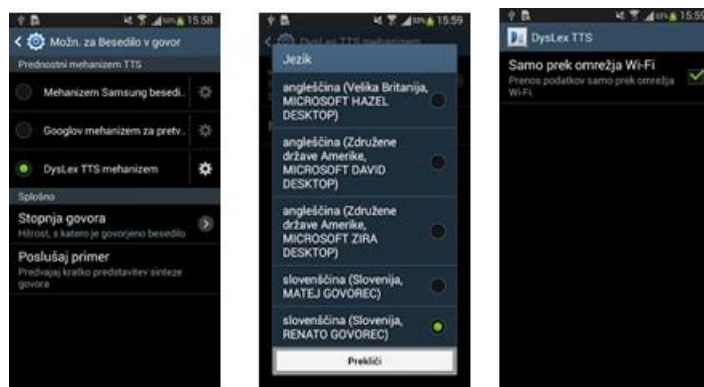 15.58
Možn. za Besedilo v govor
Prednostni mehanizem TTS
Mehanizem Samsung besedi..
Googlov mehanizem za pretv..
DysLex TTS mehanizem
Splošno
Stopnja govora
Hitrost, s katero je govorjeno besedilo
Poslušaj primer
Predvajaj kratko predstavitev sinteze
govora
15:59
DysLex TTS mehanizem
Jezik
angleščina (Velika Britanija,
MICROSOFT HAZEL
DESKTOP)
angleščina (Združene
države Amerike,
MICROSOFT DAVID
DESKTOP)
angleščina (Združene
države Amerike,
MICROSOFT ZIRA
DESKTOP)
slovenščina (Slovenija,
MATEJ GOVOREC)
slovenščina (Slovenija,
RENATO GOVOREC)
Prekliči
15:59
DysLex TTS
Samo prek omrežja Wi-Fi
Prenos podatkov samo prek omrežja
Wi-Fi.